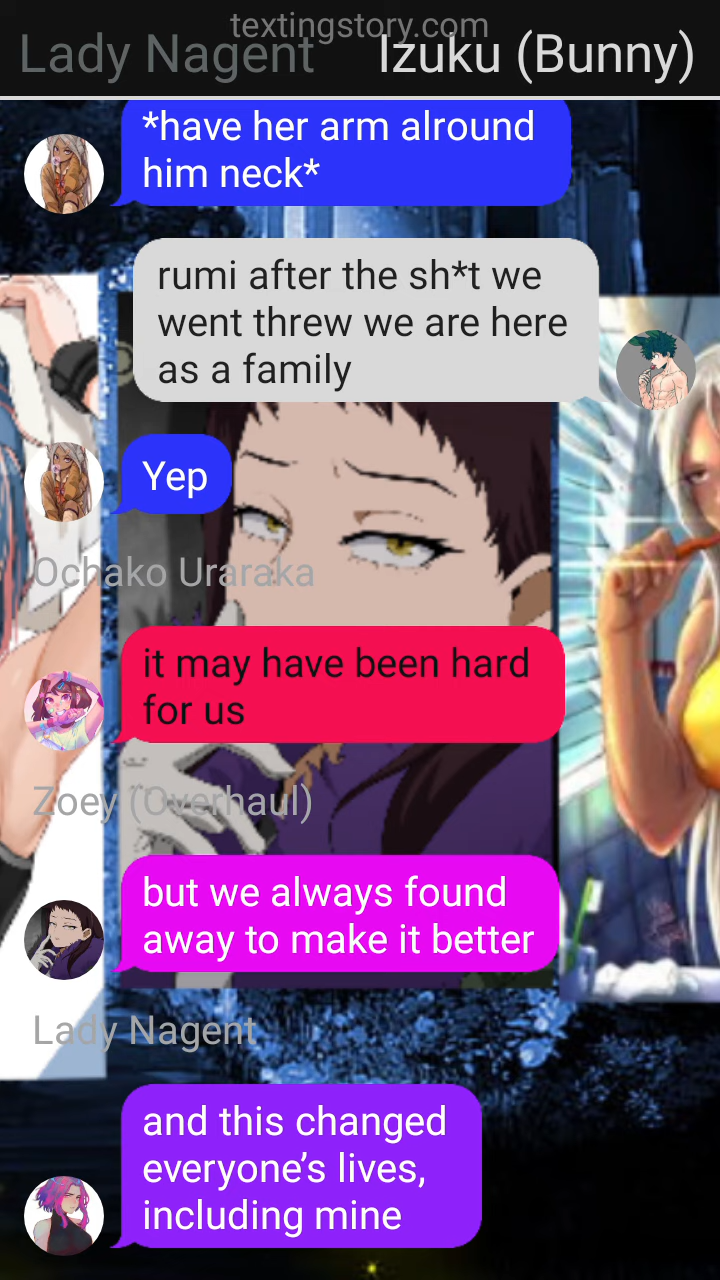 textingstory.com
Lady Nagent Izuku (Bunny)
*have her arm alround
him neck*
rumi after the sh*t we
went threw we are here
as a family
Yep
Ochako Uraraka
it may have been hard
for us
Zoey (Overhaul)
but we always found
away to make it better
Lady Nagent
and this changed
everyone’s lives,
including mine